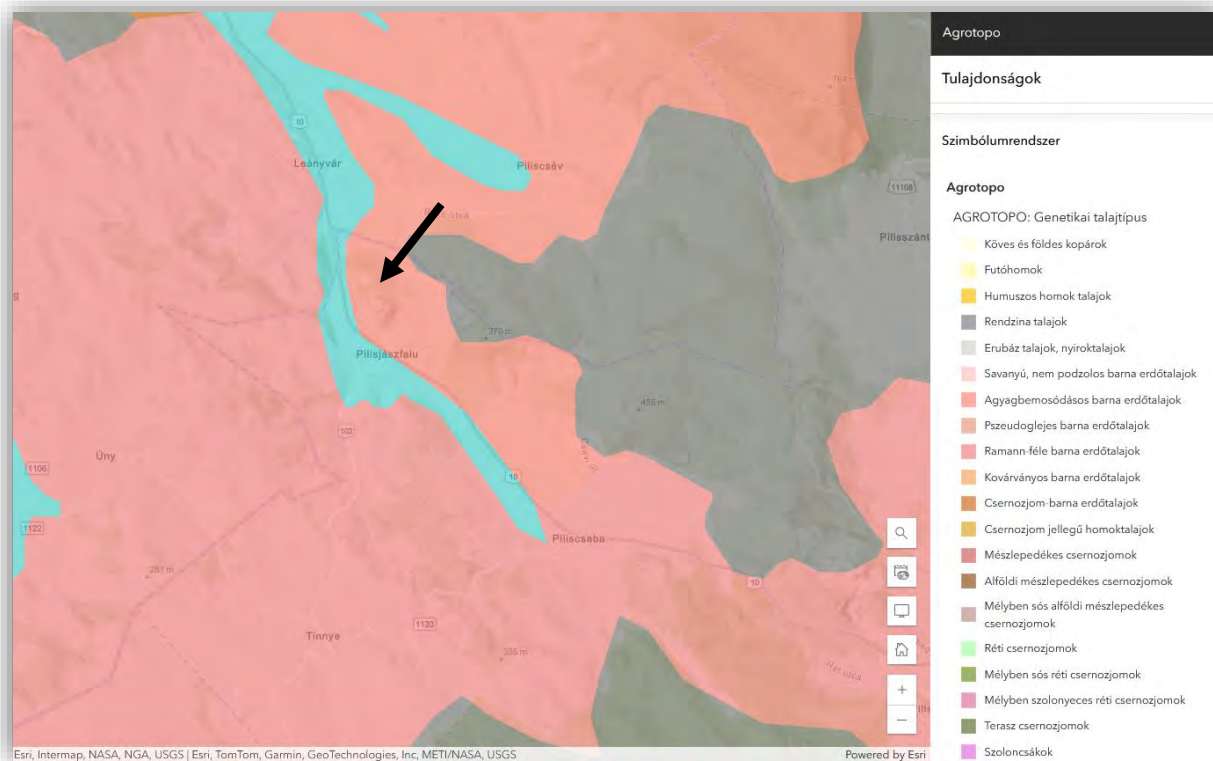 Agrotopo
Tulajdonságok
Szimbólumrendszer
Agrotopo
AGROTOPO: Genetikai talajtípus
Köves és földes kopárok
Futóhomok
Humuszos homok talajok
Rendzina talajok
Erubáz talajok, nyiroktalajok
Savanyú, nem podzolos barna erdőtalajok
Agyagbemosódásos barna erdőtalajok
Pszeudoglejes barna erdőtalajok
Ramann-féle barna erdőtalajok
Kovárványos barna erdőtalajok
Csernozjom-barna erdőtalajok
Csernozjom jellegű homoktalajok
Mészlepedékes csernozjomok
Alföldi mészlepedékes csernozjomok
Mélyben sós alföldi mészlepedékes
csernozjomok
Réti csernozjomok
Mélyben sós réti csernozjomok
Mélyben szolonyeces réti csernozjomok
Terasz csernozjomok
Szoloncsákok
10
Leányvár
Piliscsév
11198
Pilisszánt
370 m
Pilisjászfalu
455 m
102
Úny
1106
10
1122
Piliscsaba
281 m
10
1133
Tinnye
335 m
Esri, Intermap, NASA, NGA, USGS | Esri, TomTom, Garmin, GeoTechnologies, Inc, METI/NASA, USGS
Powered by Esri